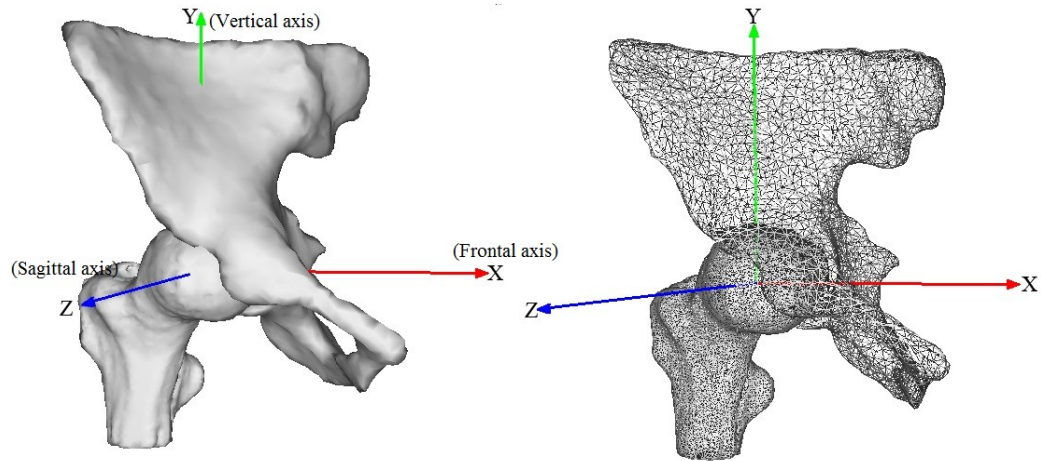 Y (Vertical axis)
(Frontal axis)
X
(Sagittal axis)
Z
Y
X
Z